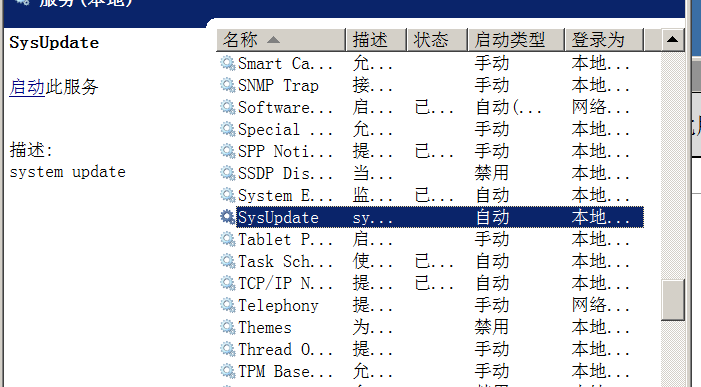 服务(本地)
SysUpdate
启动此服务
描述:
system update
名称 描述 状态 启动类型 登录为
Smart Ca... 允... 手动 本地...
SNMP Trap 接... 手动 本地...
Software... 启... 已... 自动(... 网络...
Special ... 允... 手动 本地...
SPP Noti... 提... 已... 手动 本地...
SSDP Dis... 当... 禁用 本地...
System E... 监... 已... 自动 本地...
SysUpdate sy... 自动 本地...
Tablet P... 启... 手动 本地...
Task Sch... 使... 已... 自动 本地...
TCP/IP N... 提... 已... 自动 本地...
Telephony 提... 手动 网络...
Themes 为... 禁用 本地...
Thread O... 提... 手动 本地...
TPM Base... 允... 手动 本地...